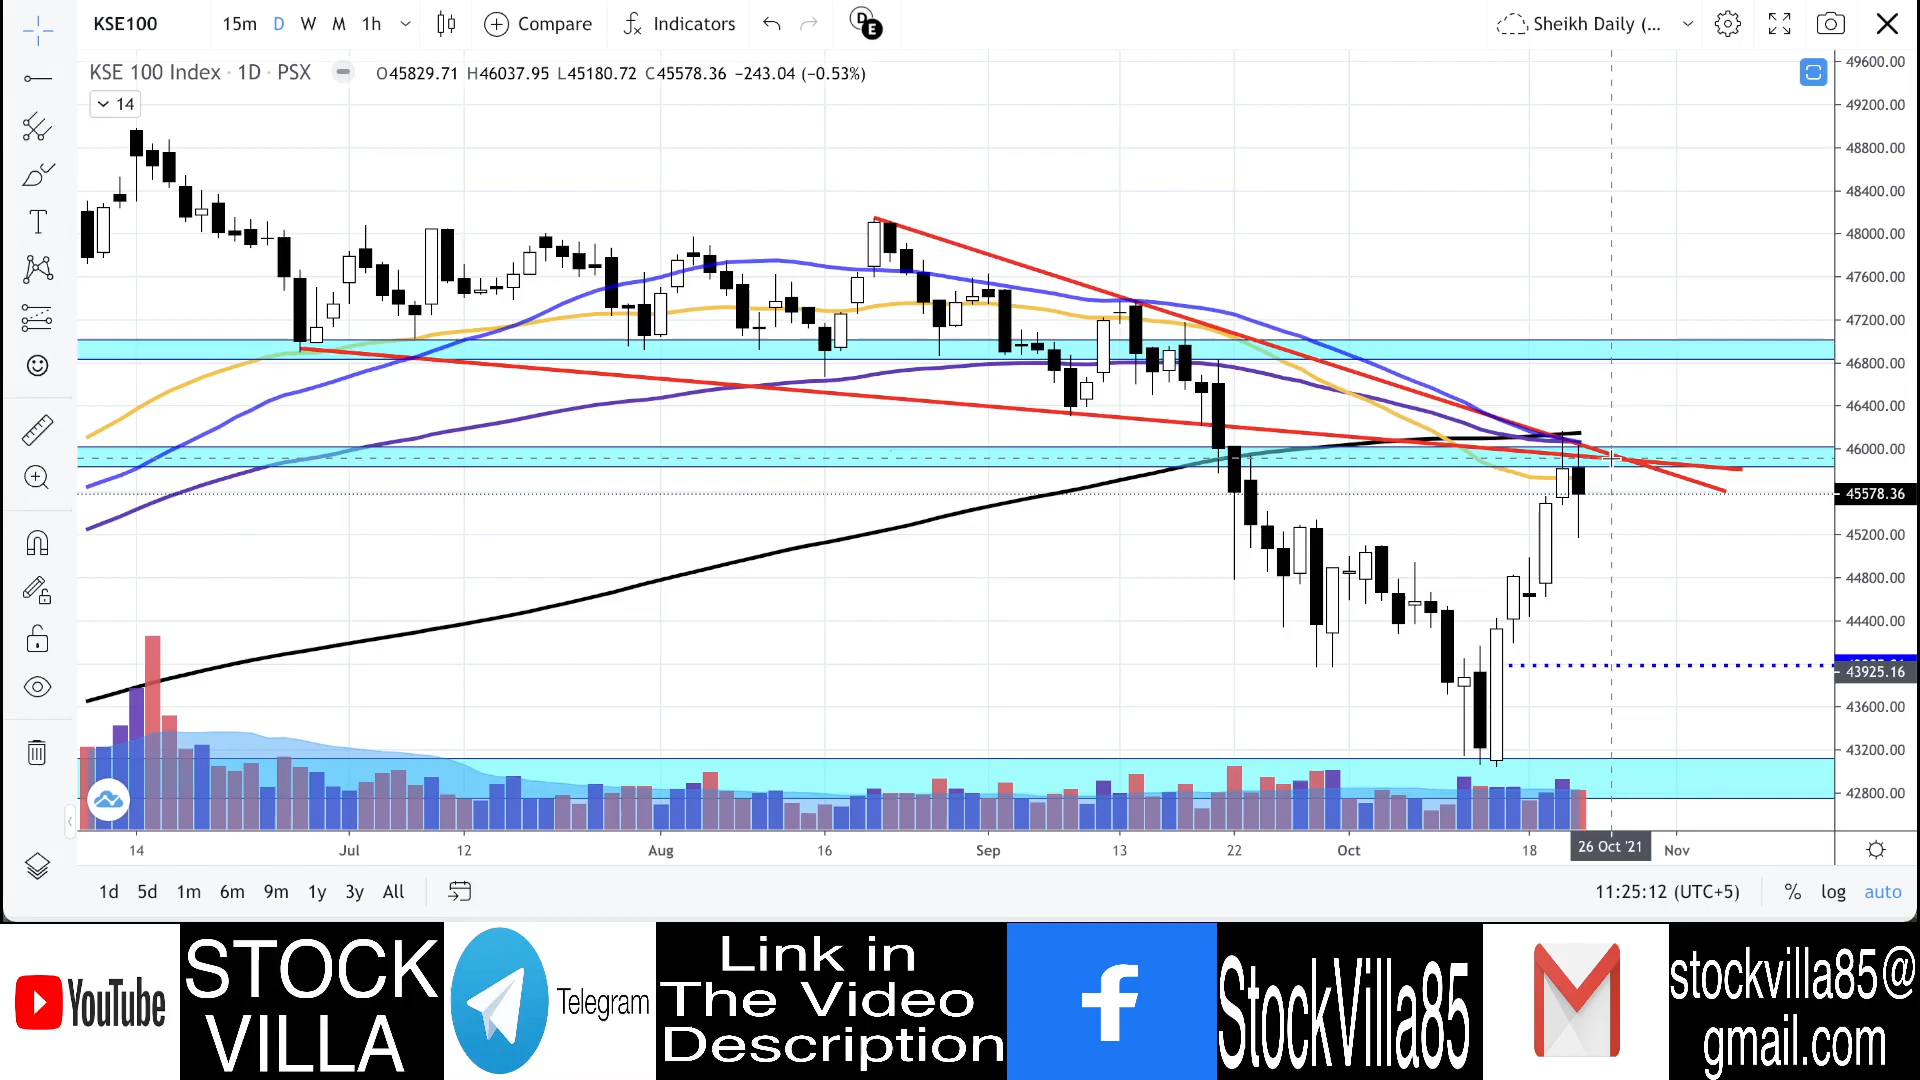 KSE100 15m D W M 1h Compare Indicators D E Sheikh Daily (...
KSE 100 Index · 1D · PSX O45829.71 H46037.95 L45180.72 C45578.36 −243.04 (−0.53%)
14
49600.00
49200.00
48800.00
48400.00
48000.00
47600.00
47200.00
46800.00
46400.00
46000.00
45578.36
45200.00
44800.00
44400.00
43925.16
43600.00
43200.00
42800.00
14 Jul 12 Aug 16 Sep 13 22 Oct 18 26 Oct '21 Nov
1d 5d 1m 6m 9m 1y 3y All 11:25:12 (UTC+5) % log auto
YouTube
STOCK
VILLA
Telegram
Link in
The Video
Description
StockVilla85
stockvilla85@
gmail.com